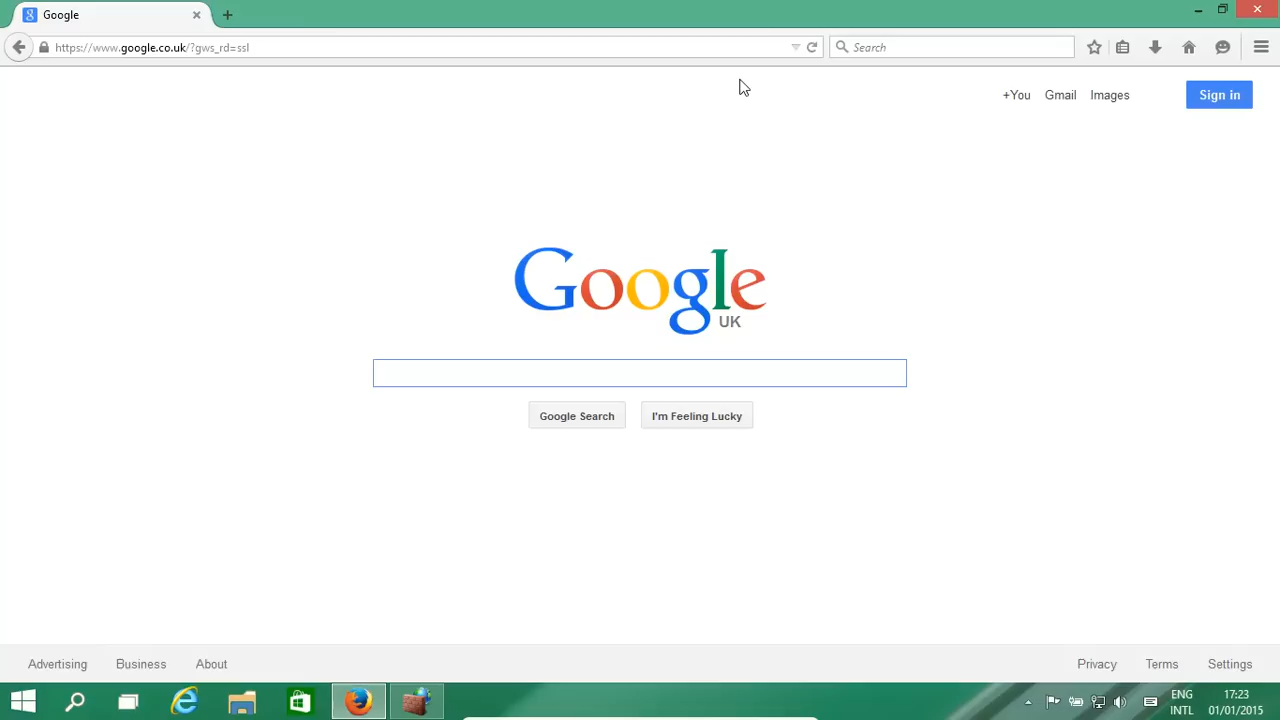 Google
https://www.google.co.uk/?gws_rd=ssl
Search
+You Gmail Images Sign in
Google
UK
Google Search I'm Feeling Lucky
Advertising Business About Privacy Terms Settings
ENG 17:23
INTL 01/01/2015